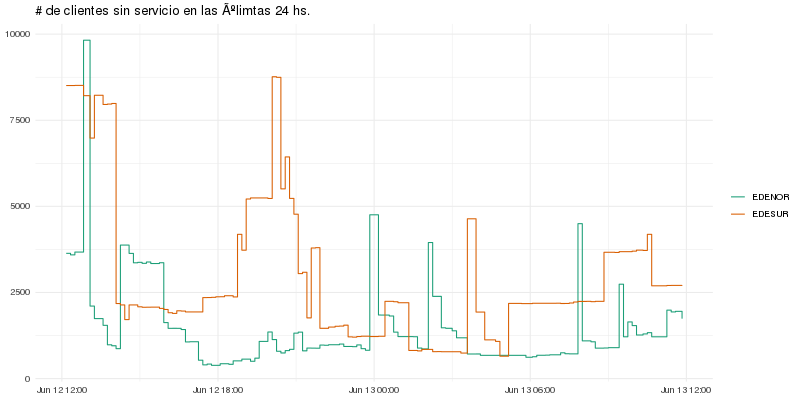 # de clientes sin servicio en las Ãºlimtas 24 hs.
10000
7500
5000
2500
0
Jun 12 12:00
Jun 12 18:00
Jun 13 00:00
Jun 13 06:00
Jun 13 12:00
EDENOR
EDESUR